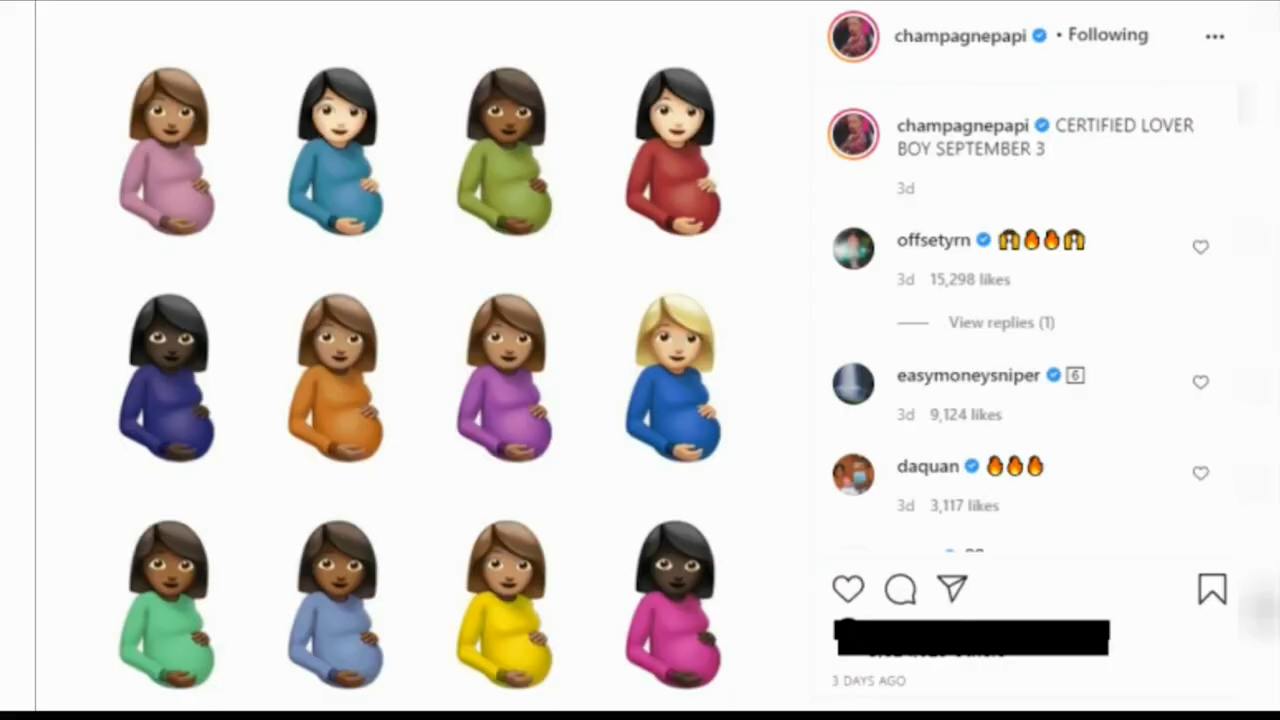 champagnepapi • Following
champagnepapi CERTIFIED LOVER
BOY SEPTEMBER 3
3d
offsetyrn 🙌🔥🔥🙌
3d 15,298 likes
View replies (1)
easymoneysniper 6
3d 9,124 likes
daquan 🔥🔥🔥
3d 3,117 likes
3 DAYS AGO